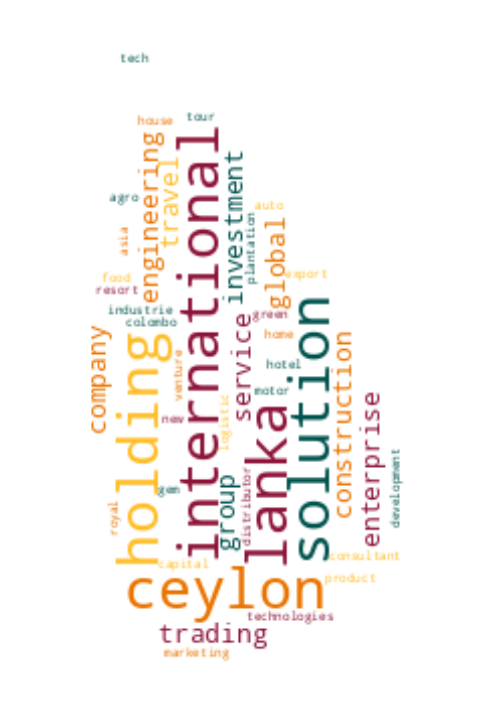 tech
house
tour
engineering
travel
international
investment
agro
auto
plantation
asia
global
food
export
resort
industrie
colombo
green
service
solution
company
holding
home
venture
hotel
construction
motor
enterprise
logistic
new
lanka
group
development
distributor
gem
royal
capital
consultant
ceylon
product
technologies
trading
marketing